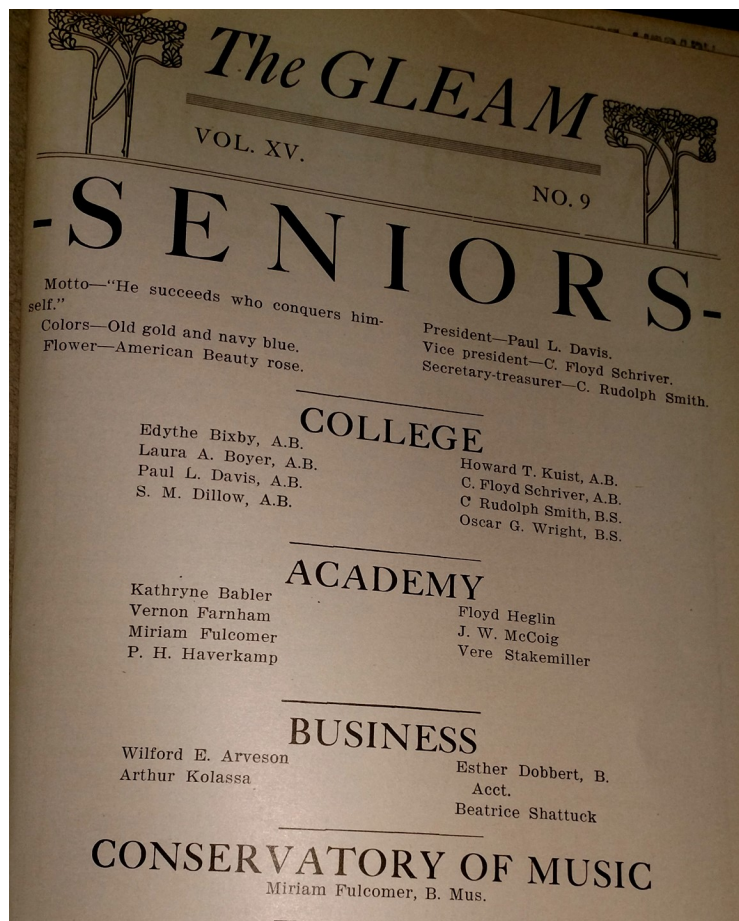 The GLEAM
VOL. XV.
NO. 9
-SENIORS-
Motto—"He succeeds who conquers him-
self."
Colors—Old gold and navy blue.
Flower—American Beauty rose.
President—Paul L. Davis.
Vice president—C. Floyd Schriver.
Secretary-treasurer—C. Rudolph Smith.
COLLEGE
Edythe Bixby, A.B.
Laura A. Boyer, A.B.
Paul L. Davis, A.B.
S. M. Dillow, A.B.
Howard T. Kuist, A.B.
C. Floyd Schriver, A.B.
C Rudolph Smith, B.S.
Oscar G. Wright, B.S.
ACADEMY
Kathryne Babler
Vernon Farnham
Miriam Fulcomer
P. H. Haverkamp
Floyd Heglin
J. W. McCoig
Vere Stakemiller
BUSINESS
Wilford E. Arveson
Arthur Kolassa
Esther Dobbert, B.
Acct.
Beatrice Shattuck
CONSERVATORY OF MUSIC
Miriam Fulcomer, B. Mus.